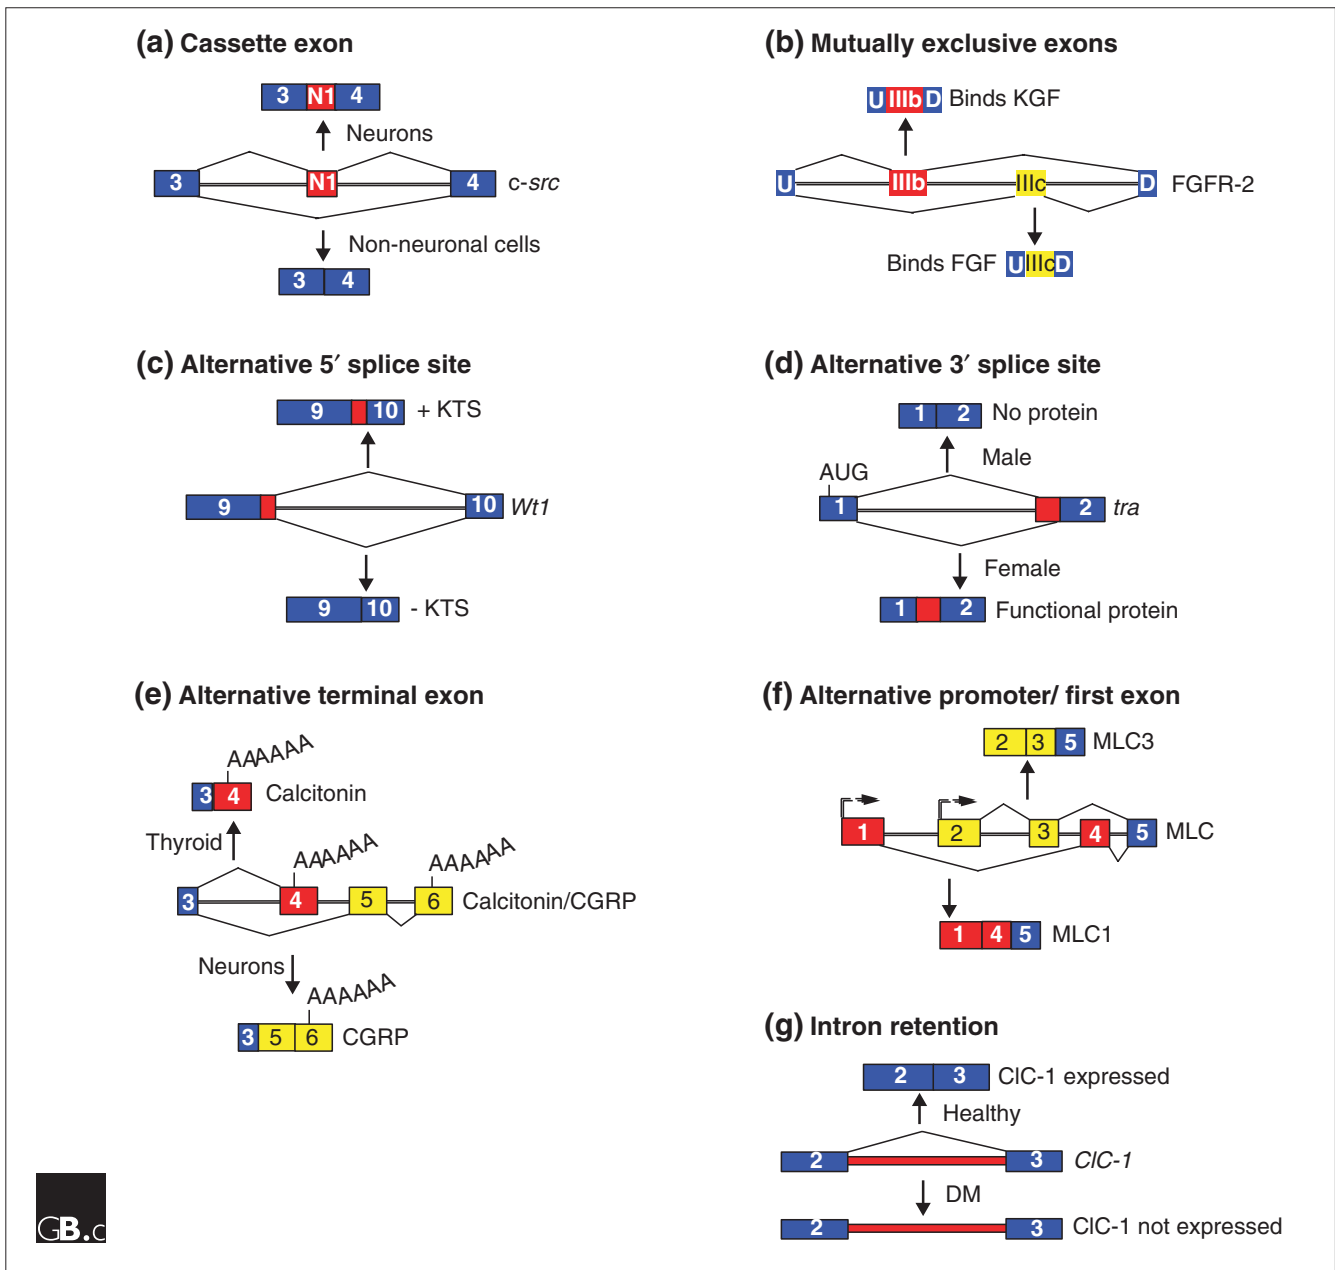 (a) Cassette exon
3 N1 4
Neurons
3 N1 4 c-src
Non-neuronal cells
3 4
(b) Mutually exclusive exons
U IIIb D Binds KGF
U IIIb IIIc D FGFR-2
Binds FGF U IIIc D
(c) Alternative 5′ splice site
9 10 + KTS
9 10 Wt1
9 10 - KTS
(d) Alternative 3′ splice site
1 2 No protein
Male
AUG
1 2 tra
Female
1 2 Functional protein
(e) Alternative terminal exon
AAAAAA
3 4 Calcitonin
Thyroid
AAAAAA AAAAAA
3 4 5 6 Calcitonin/CGRP
Neurons
AAAAAA
3 5 6 CGRP
(f) Alternative promoter/ first exon
2 3 5 MLC3
1 2 3 4 5 MLC
1 4 5 MLC1
(g) Intron retention
2 3 ClC-1 expressed
Healthy
2 3 ClC-1
DM
2 3 ClC-1 not expressed
GB.c